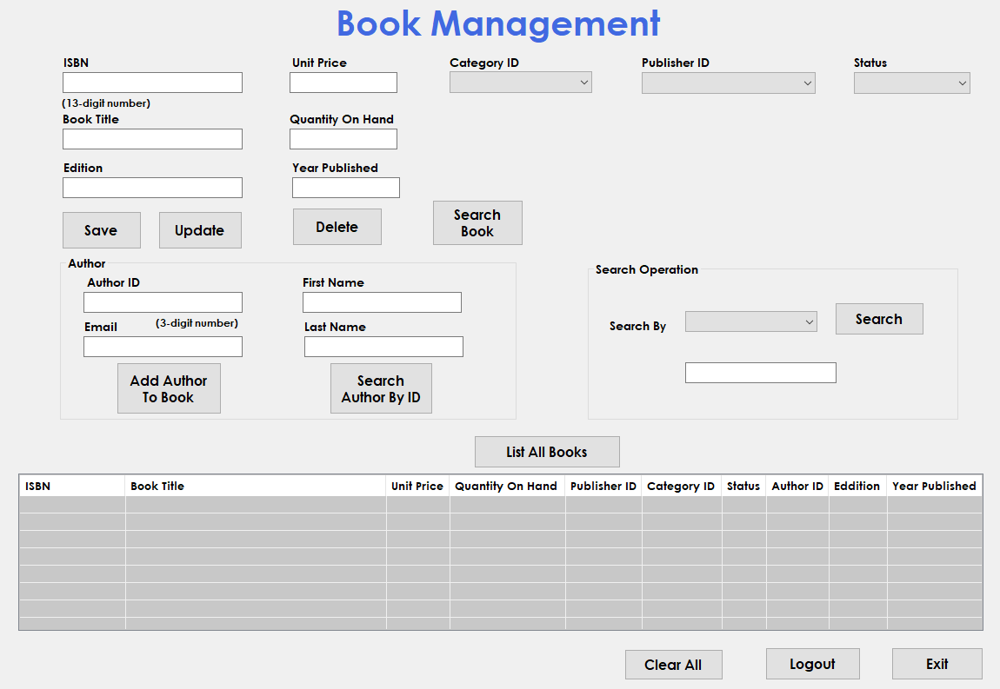 Book Management
ISBN
Unit Price
Category ID
Publisher ID
Status
(13-digit number)
Book Title
Quantity On Hand
Edition
Year Published
Save
Update
Delete
Search
Book
Author
Author ID
First Name
(3-digit number)
Email
Last Name
Add Author
To Book
Search
Author By ID
Search Operation
Search By
Search
List All Books
ISBN Book Title Unit Price Quantity On Hand Publisher ID Category ID Status Author ID Eddition Year Published
Clear All
Logout
Exit